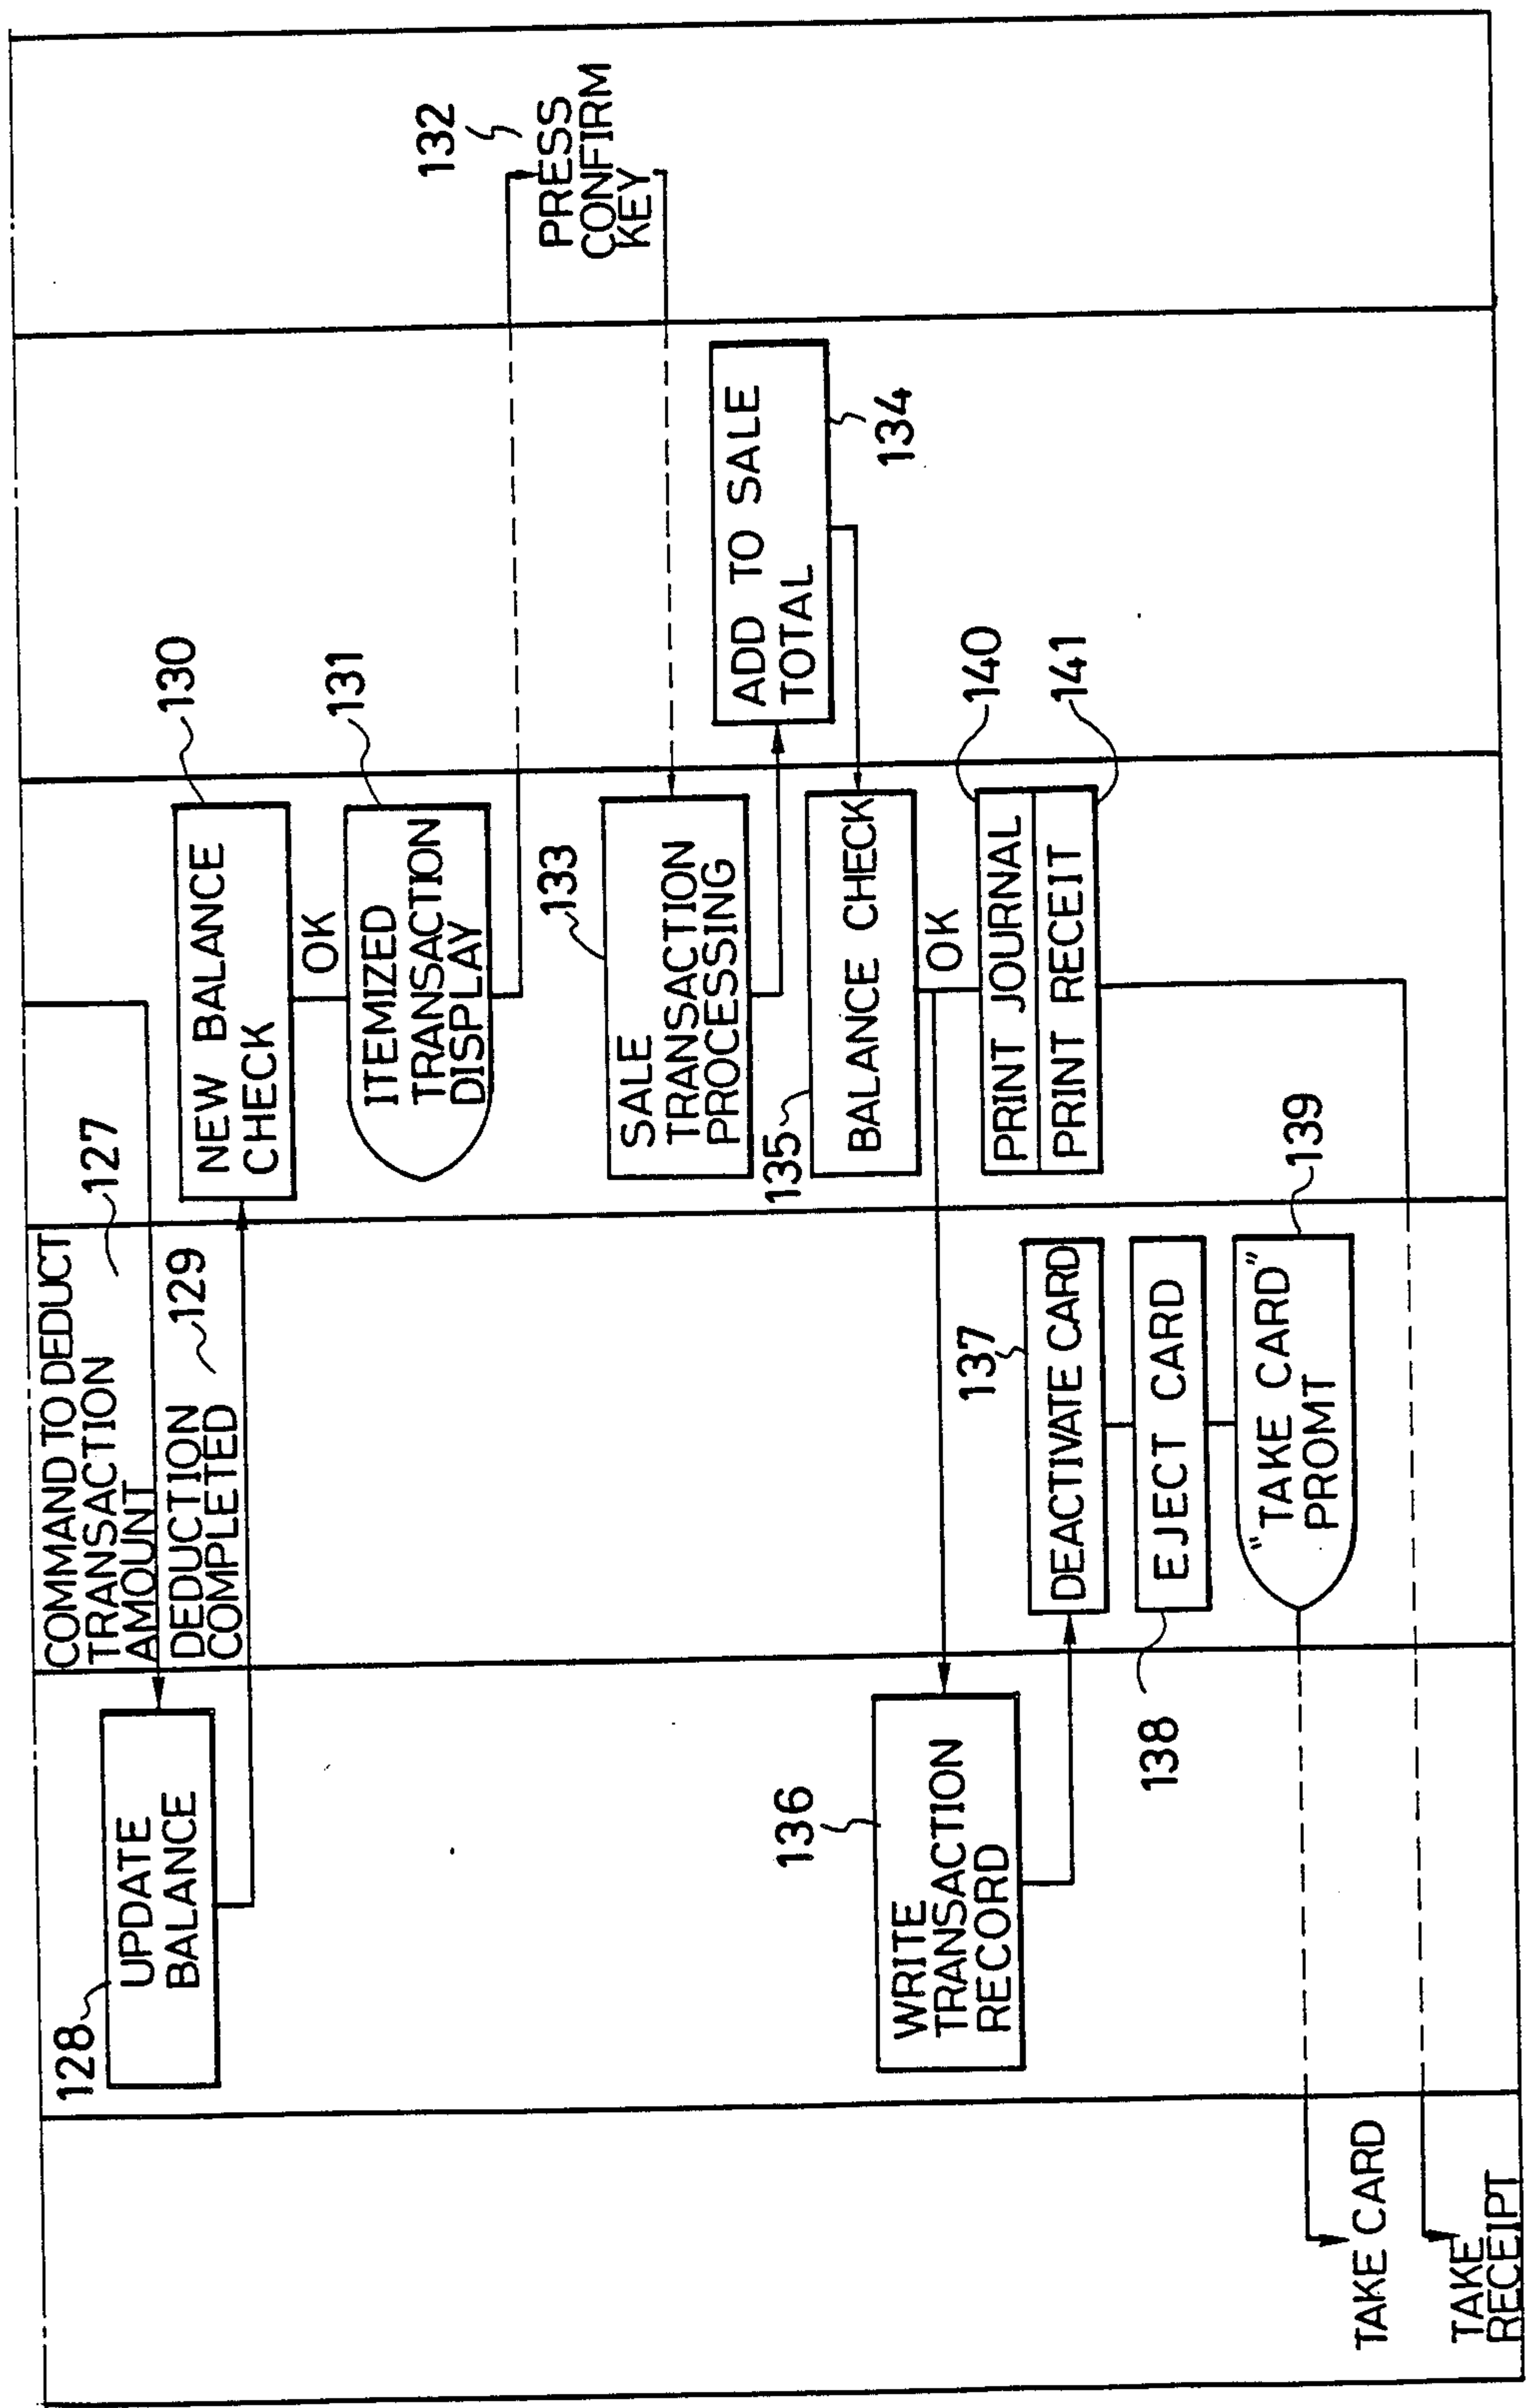 COMMAND TO DEDUCT
TRANSACTION
AMOUNT
127
128
UPDATE
BALANCE
DEDUCTION
COMPLETED
129
130
NEW BALANCE
CHECK
OK
131
ITEMIZED
TRANSACTION
DISPLAY
132
PRESS
CONFIRM
KEY
133
SALE
TRANSACTION
PROCESSING
ADD TO SALE
TOTAL
134
135
BALANCE CHECK
OK
136
WRITE
TRANSACTION
RECORD
140
PRINT JOURNAL
PRINT RECEIT
141
137
DEACTIVATE CARD
138
EJECT CARD
139
"TAKE CARD"
PROMT
TAKE CARD
TAKE
RECEIPT